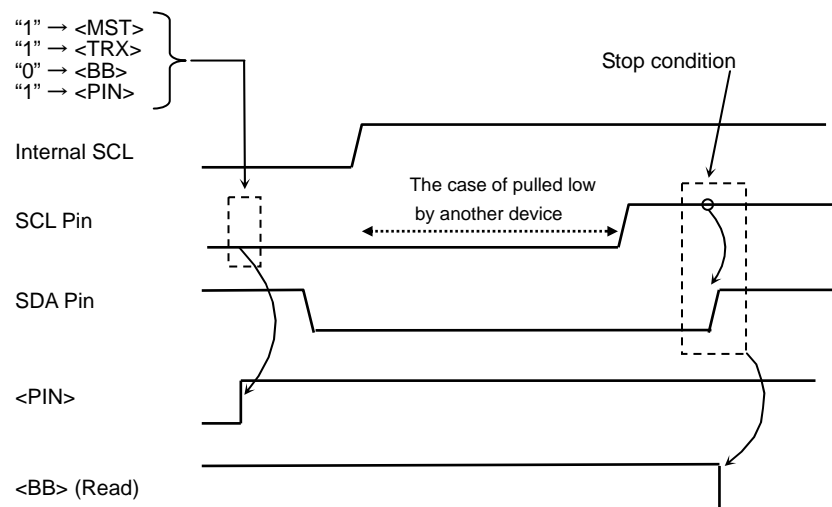 “1” → <MST>
“1” → <TRX>
“0” → <BB>
“1” → <PIN>
Stop condition
Internal SCL
The case of pulled low
by another device
SCL Pin
SDA Pin
<PIN>
<BB> (Read)